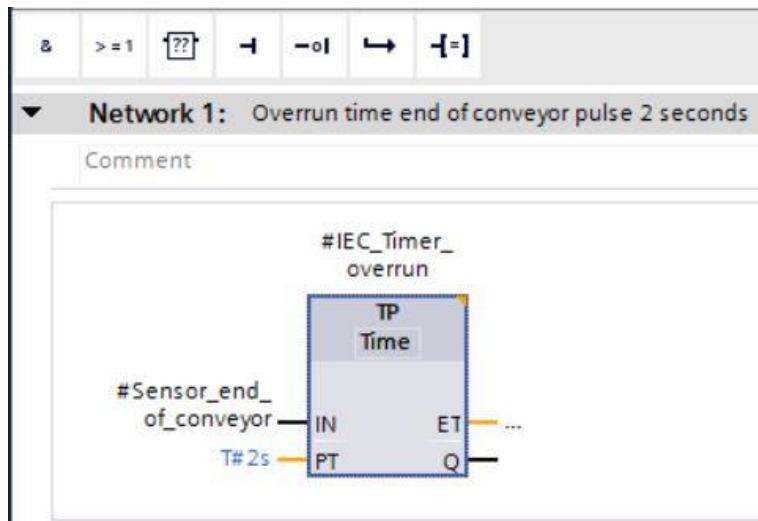 & >=1 ?? -| -o| -[=]
Network 1: Overrun time end of conveyor pulse 2 seconds
Comment
#IEC_Timer_
overrun
TP
Time
#Sensor_end_
of_conveyor
IN ET ...
T#2s PT Q